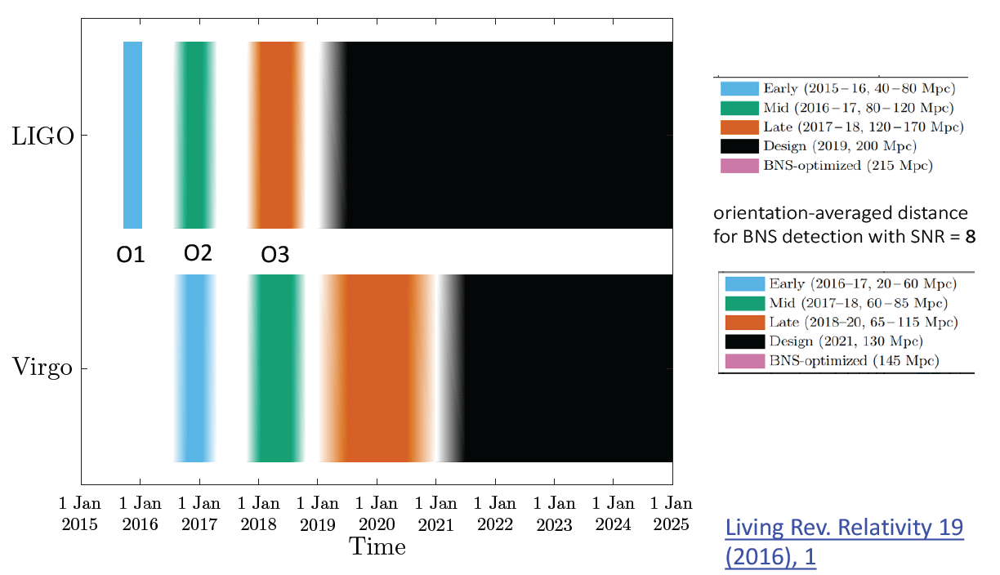 LIGO
O1 O2 O3
Virgo
1 Jan 1 Jan 1 Jan 1 Jan 1 Jan 1 Jan 1 Jan 1 Jan 1 Jan 1 Jan 1 Jan
2015 2016 2017 2018 2019 2020 2021 2022 2023 2024 2025
Time
Early (2015–16, 40–80 Mpc)
Mid (2016–17, 80–120 Mpc)
Late (2017–18, 120–170 Mpc)
Design (2019, 200 Mpc)
BNS-optimized (215 Mpc)
orientation-averaged distance
for BNS detection with SNR = 8
Early (2016–17, 20–60 Mpc)
Mid (2017–18, 60–85 Mpc)
Late (2018–20, 65–115 Mpc)
Design (2021, 130 Mpc)
BNS-optimized (145 Mpc)
Living Rev. Relativity 19
(2016), 1